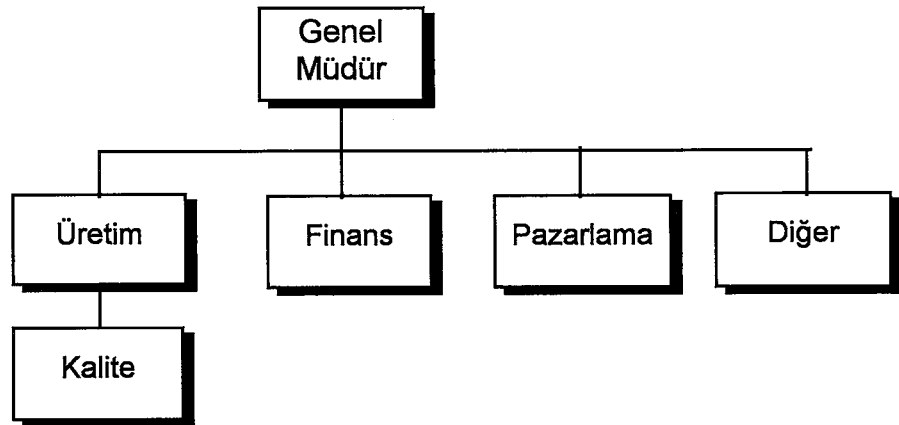 Genel
Müdür
Üretim
Finans
Pazarlama
Diğer
Kalite